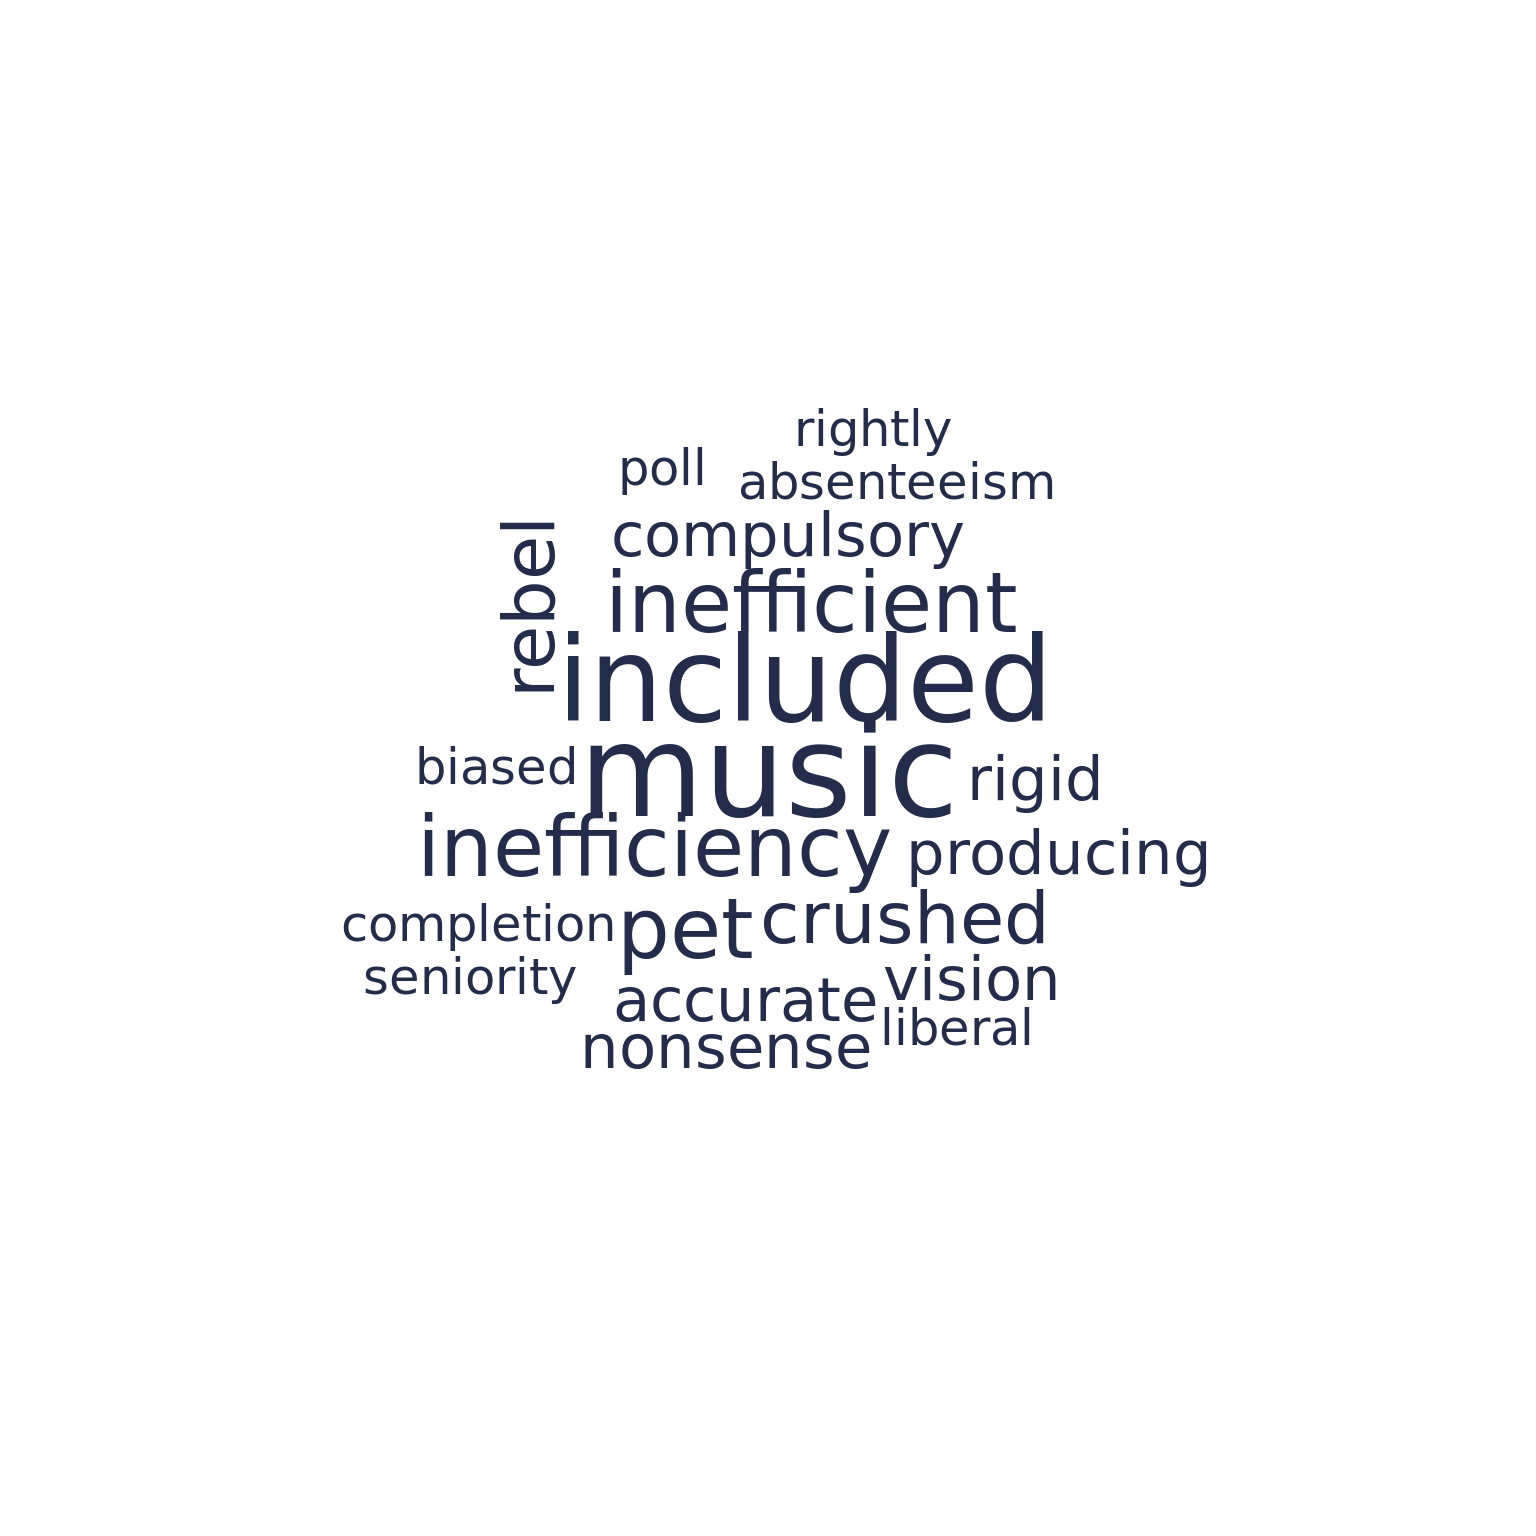 rightly
poll
absenteeism
compulsory
rebel
inefficient
included
music
biased
rigid
inefficiency
producing
completion
pet
crushed
seniority
accurate
vision
nonsense
liberal